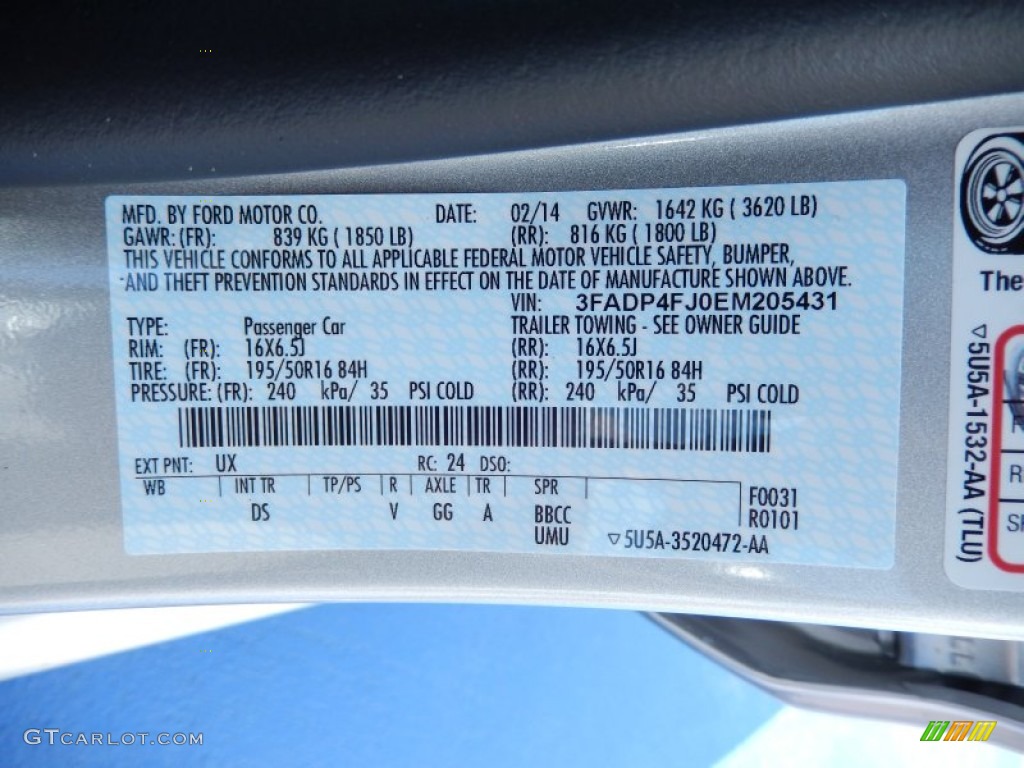 MFD. BY FORD MOTOR CO. DATE: 02/14 GVWR: 1642 KG ( 3620 LB)
GAWR: (FR): 839 KG ( 1850 LB) (RR): 816 KG ( 1800 LB)
THIS VEHICLE CONFORMS TO ALL APPLICABLE FEDERAL MOTOR VEHICLE SAFETY, BUMPER,
AND THEFT PREVENTION STANDARDS IN EFFECT ON THE DATE OF MANUFACTURE SHOWN ABOVE.
VIN: 3FADP4FJ0EM205431
TYPE: Passenger Car TRAILER TOWING - SEE OWNER GUIDE
RIM: (FR): 16X6.5J (RR): 16X6.5J
TIRE: (FR): 195/50R16 84H (RR): 195/50R16 84H
PRESSURE: (FR): 240 kPa/ 35 PSI COLD (RR): 240 kPa/ 35 PSI COLD
EXT PNT: UX RC: 24 DSO:
WB INT TR TP/PS R AXLE TR SPR F0031
DS V GG A BBCC R0101
UMU ▽5U5A-3520472-AA
The
▽5U5A-1532-AA (TLU)
R
GTCARLOT.COM